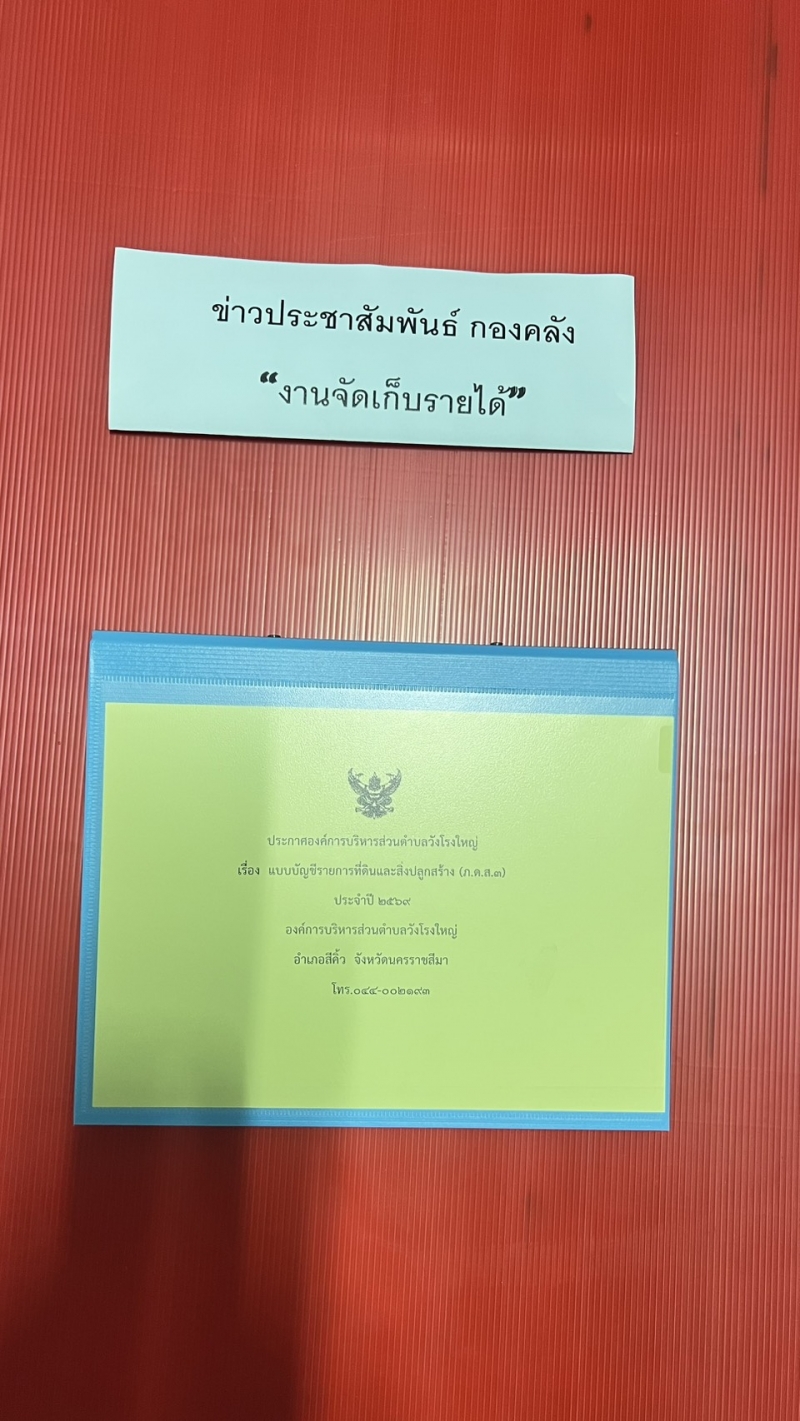 ข่าวประชาสัมพันธ์ กองคลัง
“งานจัดเก็บรายได้”
ประกาศองค์การบริหารส่วนตำบลวังโรงใหญ่
เรื่อง แบบบัญชีรายการที่ดินและสิ่งปลูกสร้าง (ภ.ด.ส.๓)
ประจำปี ๒๕๖๙
องค์การบริหารส่วนตำบลวังโรงใหญ่
อำเภอสีคิ้ว จังหวัดนครราชสีมา
โทร.๐๔๔-๐๐๒๑๙๓